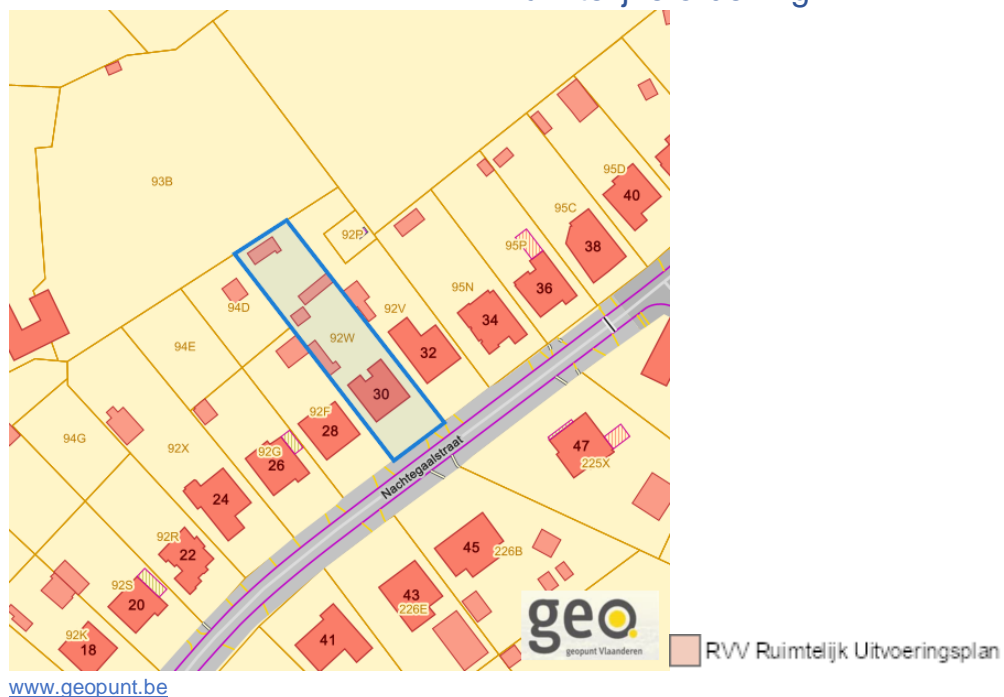 93B
92P
95D
40
95C
38
95P
36
95N
34
94D
92V
92W
32
94E
30
92F
28
94G
92X
92G
26
47
225X
24
92R
22
45
226B
92S
20
43
226E
92K
18
41
Nachtegaalstraat
geo
geopunt Vlaanderen
RVV Ruimtelijk Uitvoeringsplan
www.geopunt.be